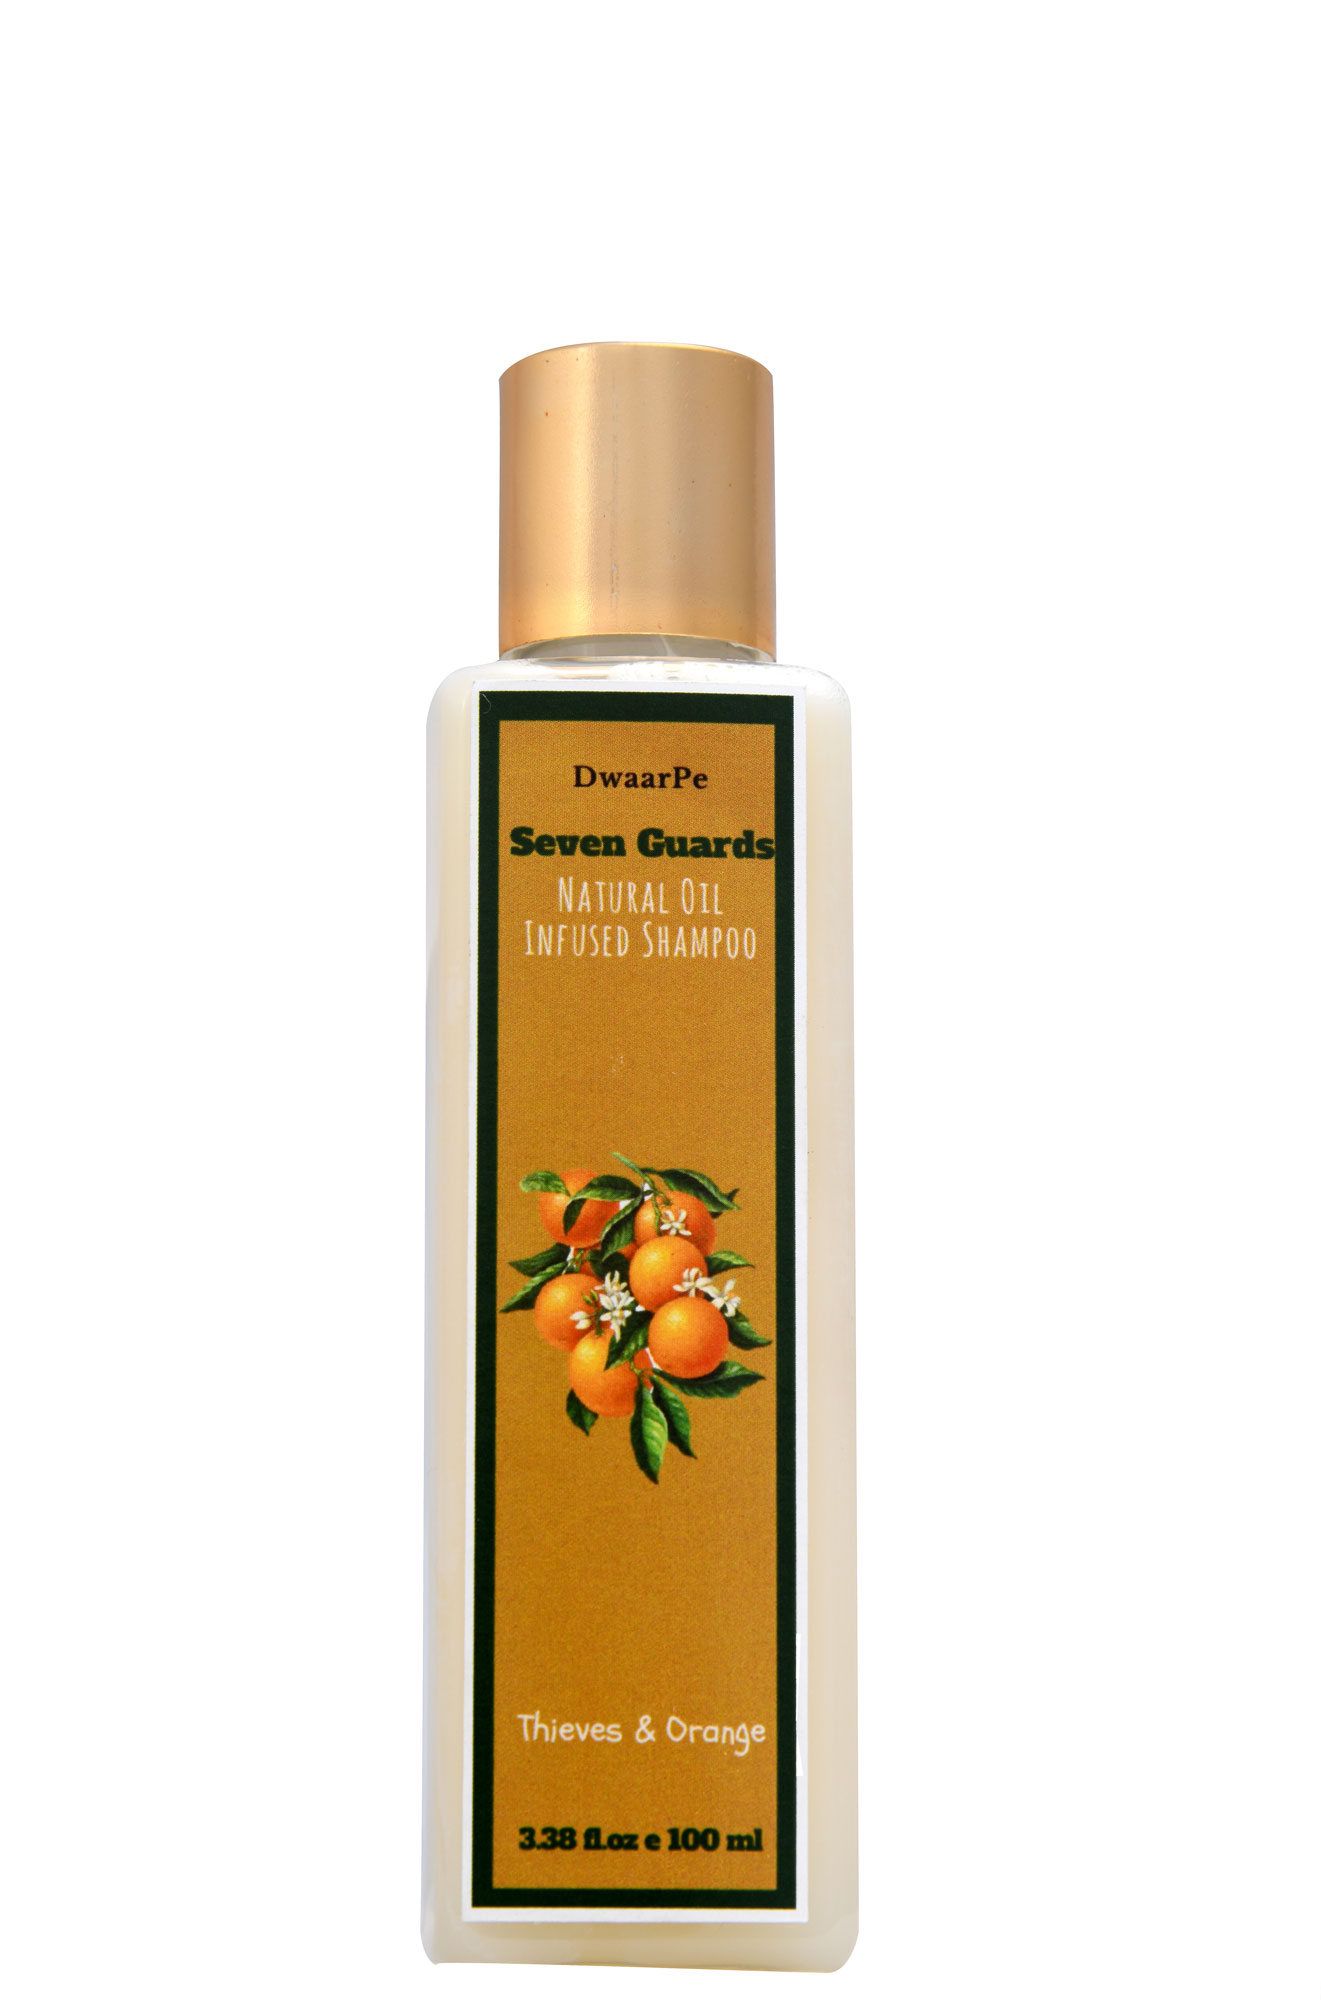 DwaarPe
Seven Guards
NATURAL OIL
INFUSED SHAMPOO
Thieves & Orange
3.38 fl.oz e 100 ml